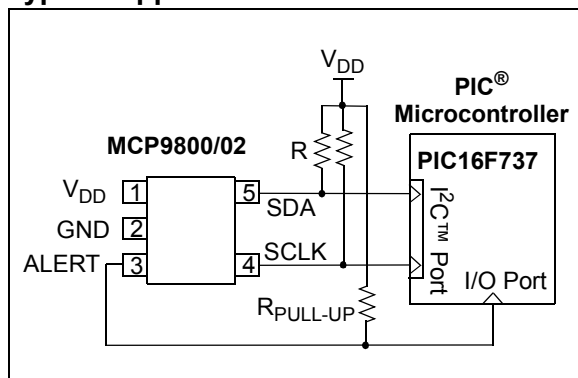 V_DD
PIC®
Microcontroller
MCP9800/02
PIC16F737
R
V_DD 1
5
SDA
GND 2
ALERT 3
4
SCLK
I²C™ Port
I/O Port
R_PULL-UP